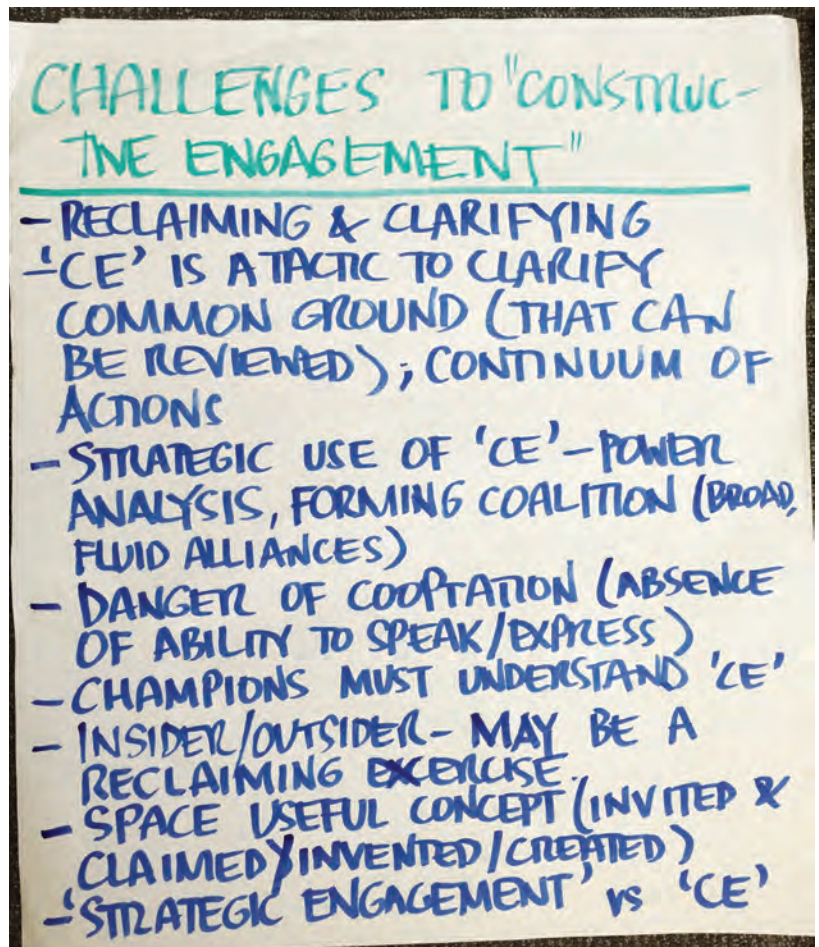 CHALLENGES TO "CONSTRUC-
TIVE ENGAGEMENT"
- RECLAIMING & CLARIFYING
- 'CE' IS A TACTIC TO CLARIFY
COMMON GROUND (THAT CAN
BE REVIEWED); CONTINUUM OF
ACTIONS
- STRATEGIC USE OF 'CE' - POWER
ANALYSIS, FORMING COALITION (BROAD,
FLUID ALLIANCES)
- DANGER OF COOPTATION (ABSENCE
OF ABILITY TO SPEAK/EXPRESS)
- CHAMPIONS MUST UNDERSTAND 'CE'
- INSIDER/OUTSIDER - MAY BE A
RECLAIMING EXCERCISE.
- SPACE USEFUL CONCEPT (INVITED &
CLAIMED/INVENTED/CREATED)
- 'STRATEGIC ENGAGEMENT' vs 'CE'